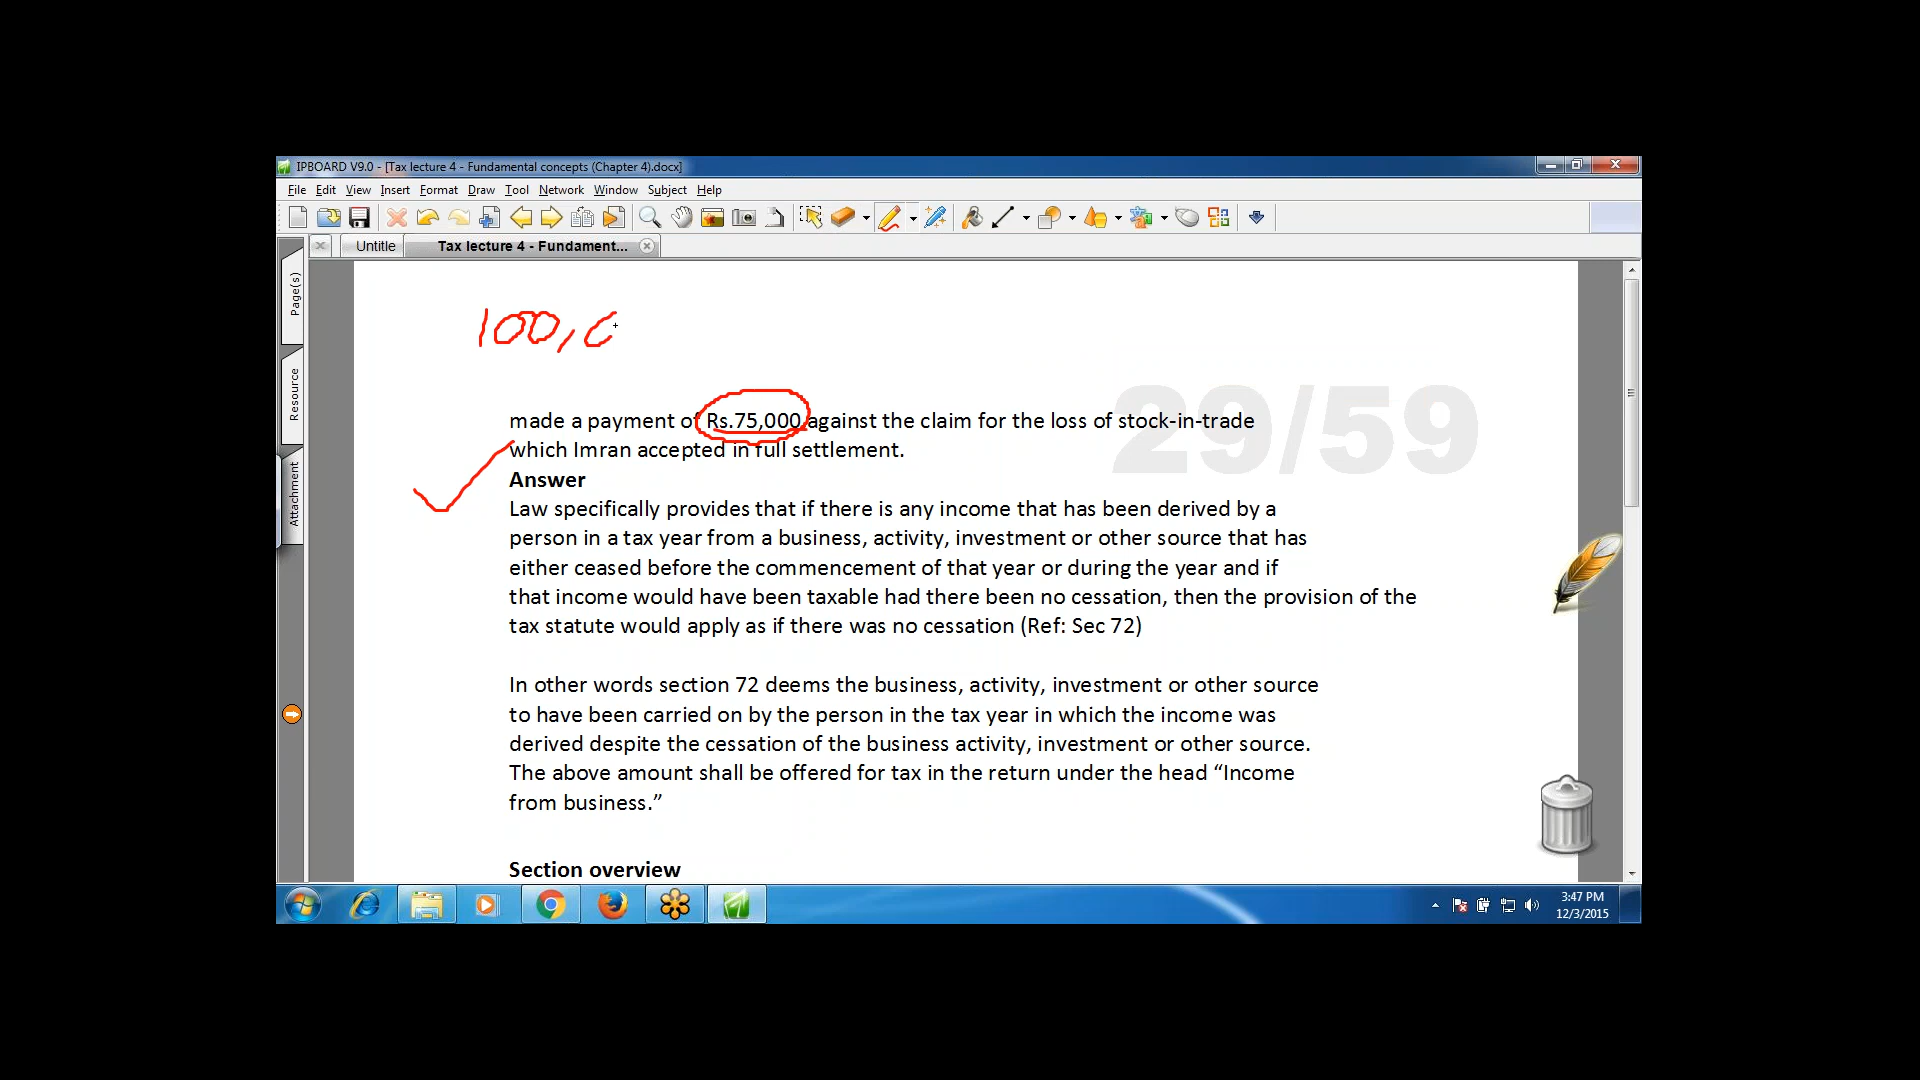 IPBOARD V9.0 - [Tax lecture 4 - Fundamental concepts (Chapter 4).docx]
File Edit View Insert Format Draw Tool Network Window Subject Help
Untitle Tax lecture 4 - Fundament...
Page(s)
Resource
Attachment
100,0
29/59
made a payment of Rs.75,000 against the claim for the loss of stock-in-trade
which Imran accepted in full settlement.
Answer
Law specifically provides that if there is any income that has been derived by a
person in a tax year from a business, activity, investment or other source that has
either ceased before the commencement of that year or during the year and if
that income would have been taxable had there been no cessation, then the provision of the
tax statute would apply as if there was no cessation (Ref: Sec 72)
In other words section 72 deems the business, activity, investment or other source
to have been carried on by the person in the tax year in which the income was
derived despite the cessation of the business activity, investment or other source.
The above amount shall be offered for tax in the return under the head “Income
from business.”
Section overview
3:47 PM
12/3/2015